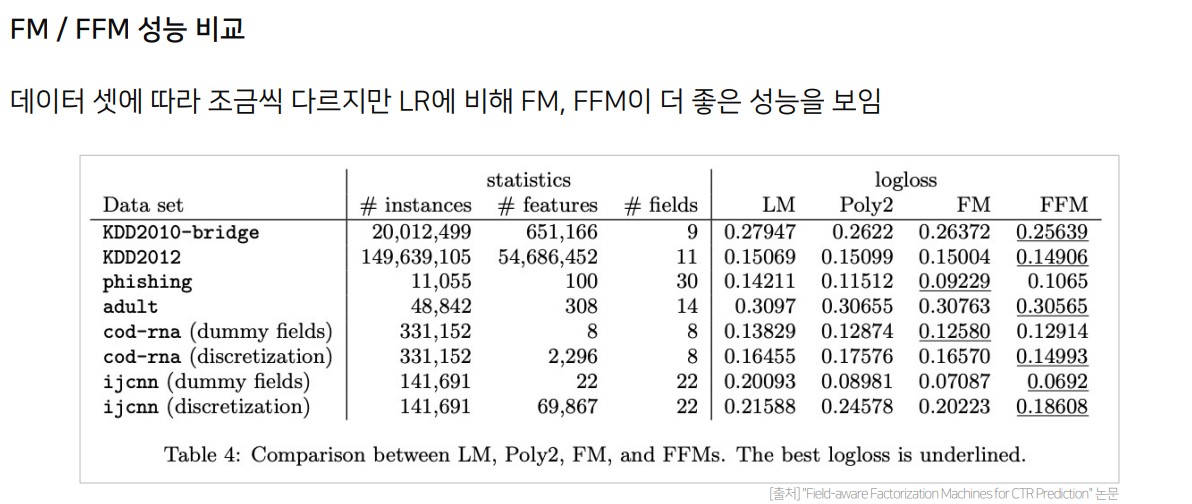 FM / FFM 성능 비교
데이터 셋에 따라 조금씩 다르지만 LR에 비해 FM, FFM이 더 좋은 성능을 보임
statistics logloss
Data set # instances # features # fields LM Poly2 FM FFM
KDD2010-bridge 20,012,499 651,166 9 0.27947 0.2622 0.26372 0.25639
KDD2012 149,639,105 54,686,452 11 0.15069 0.15099 0.15004 0.14906
phishing 11,055 100 30 0.14211 0.11512 0.09229 0.1065
adult 48,842 308 14 0.3097 0.30655 0.30763 0.30565
cod-rna (dummy fields) 331,152 8 8 0.13829 0.12874 0.12580 0.12914
cod-rna (discretization) 331,152 2,296 8 0.16455 0.17576 0.16570 0.14993
ijcnn (dummy fields) 141,691 22 22 0.20093 0.08981 0.07087 0.0692
ijcnn (discretization) 141,691 69,867 22 0.21588 0.24578 0.20223 0.18608
Table 4: Comparison between LM, Poly2, FM, and FFMs. The best logloss is underlined.
[출처] "Field-aware Factorization Machines for CTR Prediction" 논문